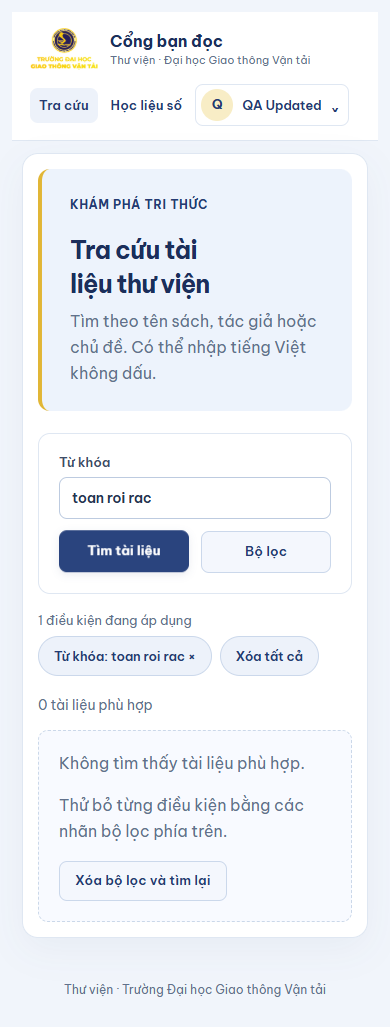 TRƯỜNG ĐẠI HỌC
GIAO THÔNG VẬN TẢI
Cổng bạn đọc
Thư viện · Đại học Giao thông Vận tải
Tra cứu
Học liệu số
Q
QA Updated
KHÁM PHÁ TRI THỨC
Tra cứu tài
liệu thư viện
Tìm theo tên sách, tác giả hoặc
chủ đề. Có thể nhập tiếng Việt
không dấu.
Từ khóa
toan roi rac
Tìm tài liệu
Bộ lọc
1 điều kiện đang áp dụng
Từ khóa: toan roi rac ×
Xóa tất cả
0 tài liệu phù hợp
Không tìm thấy tài liệu phù hợp.
Thử bỏ từng điều kiện bằng các
nhãn bộ lọc phía trên.
Xóa bộ lọc và tìm lại
Thư viện · Trường Đại học Giao thông Vận tải